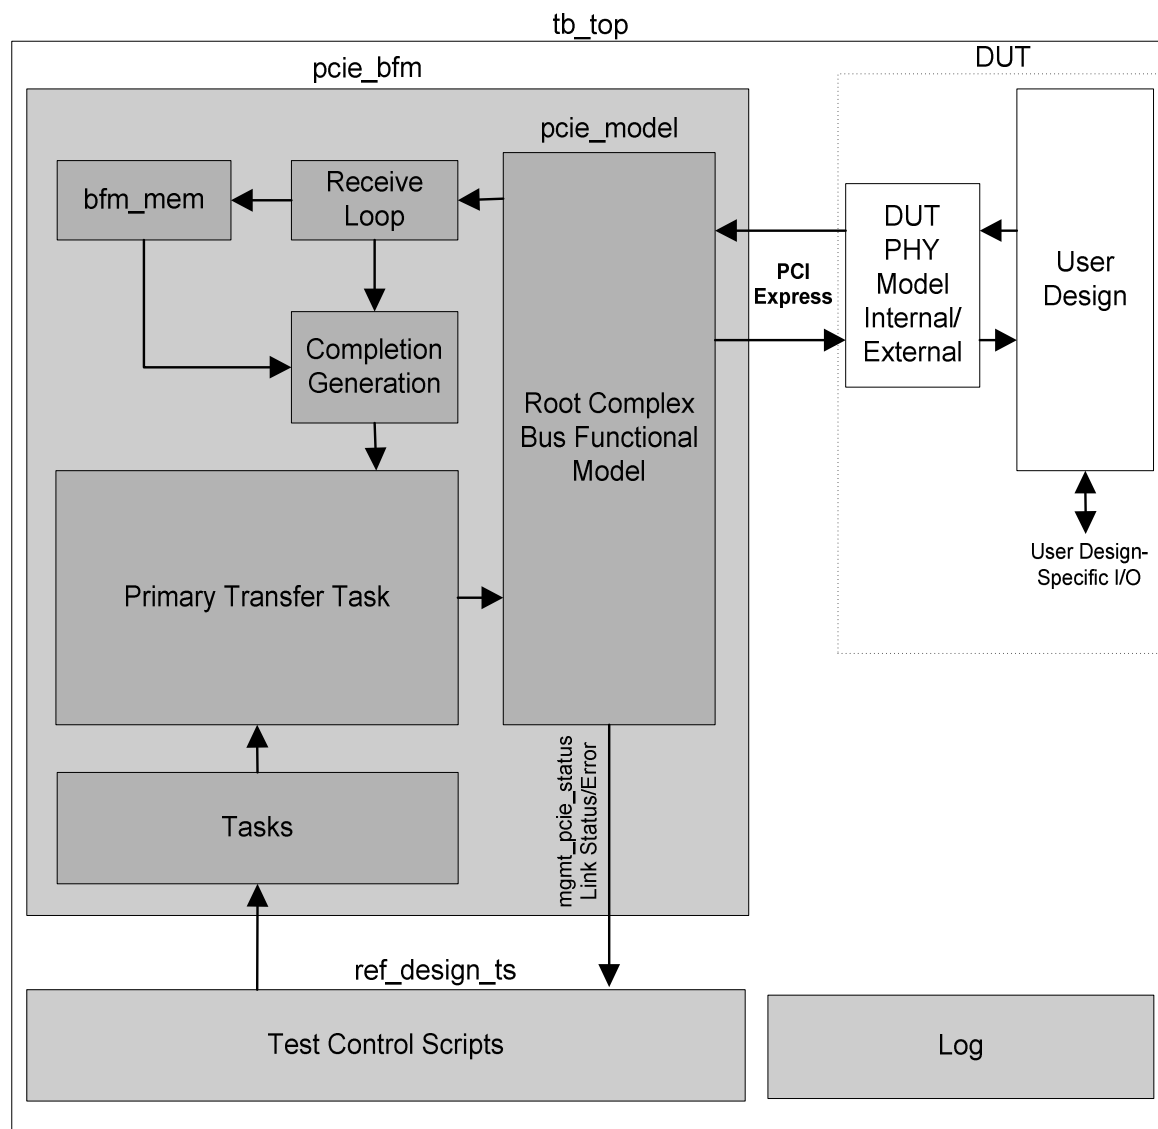 tb_top
pcie_bfm
DUT
pcie_model
bfm_mem
Receive
Loop
DUT
PHY
Model
Internal/
External
User
Design
PCI
Express
Completion
Generation
Root Complex
Bus Functional
Model
User Design-
Specific I/O
Primary Transfer Task
mgmt_pcie_status
Link Status/Error
Tasks
ref_design_ts
Test Control Scripts
Log